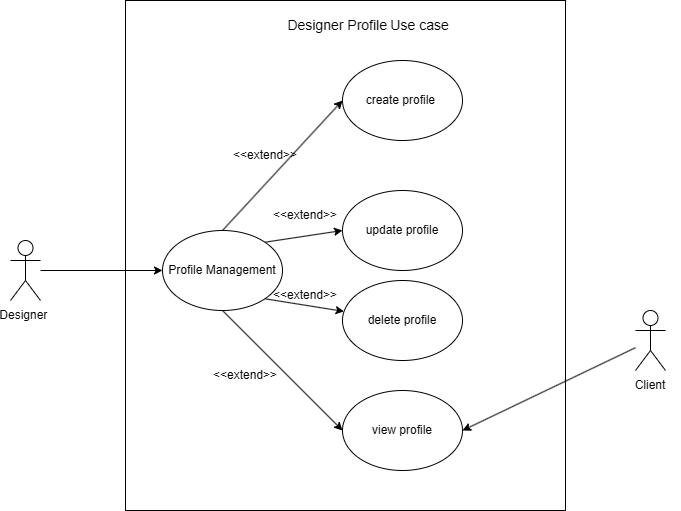 Designer Profile Use case
create profile
<<extend>>
<<extend>>
update profile
Profile Management
<<extend>>
Designer
delete profile
<<extend>>
Client
view profile